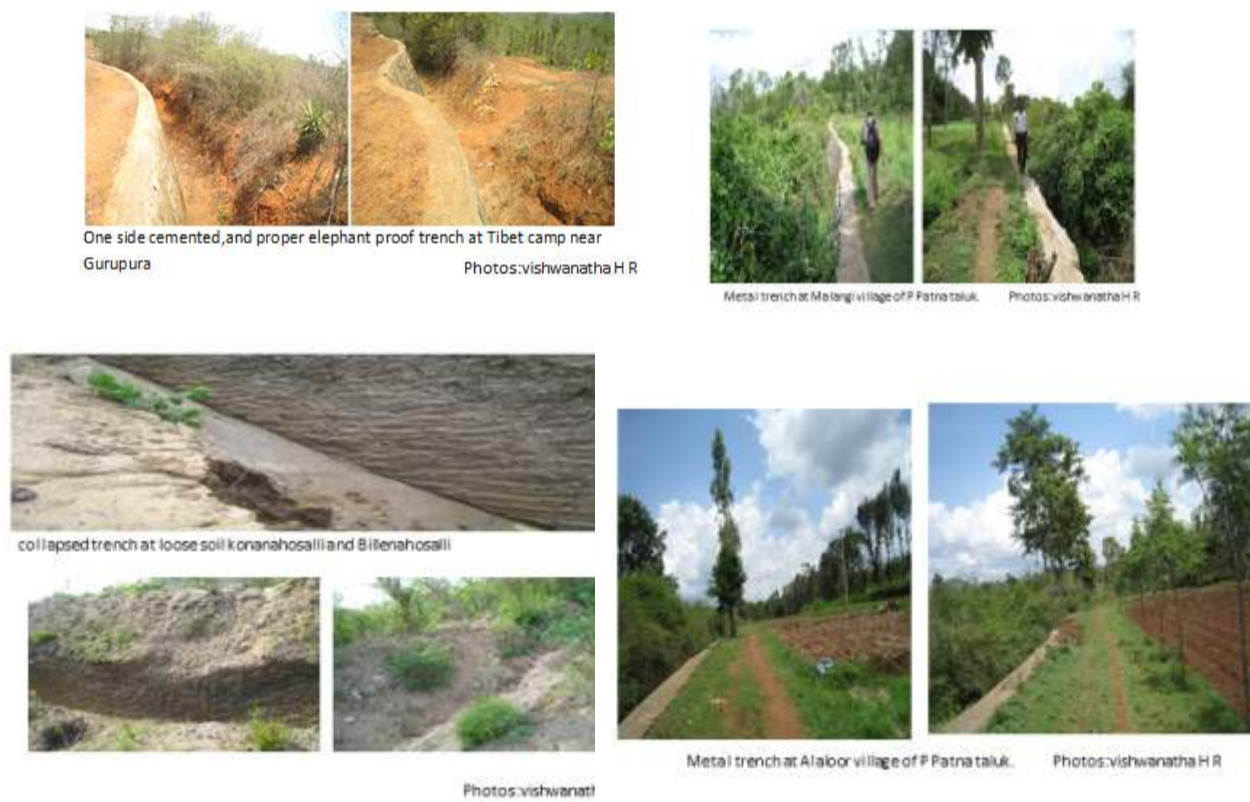 One side cemented,and proper elephant proof trench at Tibet camp near
Gurupura
Photos:vishwanatha H R
Metal trench at Malangi village of P Patna taluk.
Photos:vishwanatha H R
collapsed trench at loose soil konanahosalli and Billenahosalli
Photos:vishwanath
Metal trench at Alaloor village of P Patna taluk.
Photos:vishwanatha H R